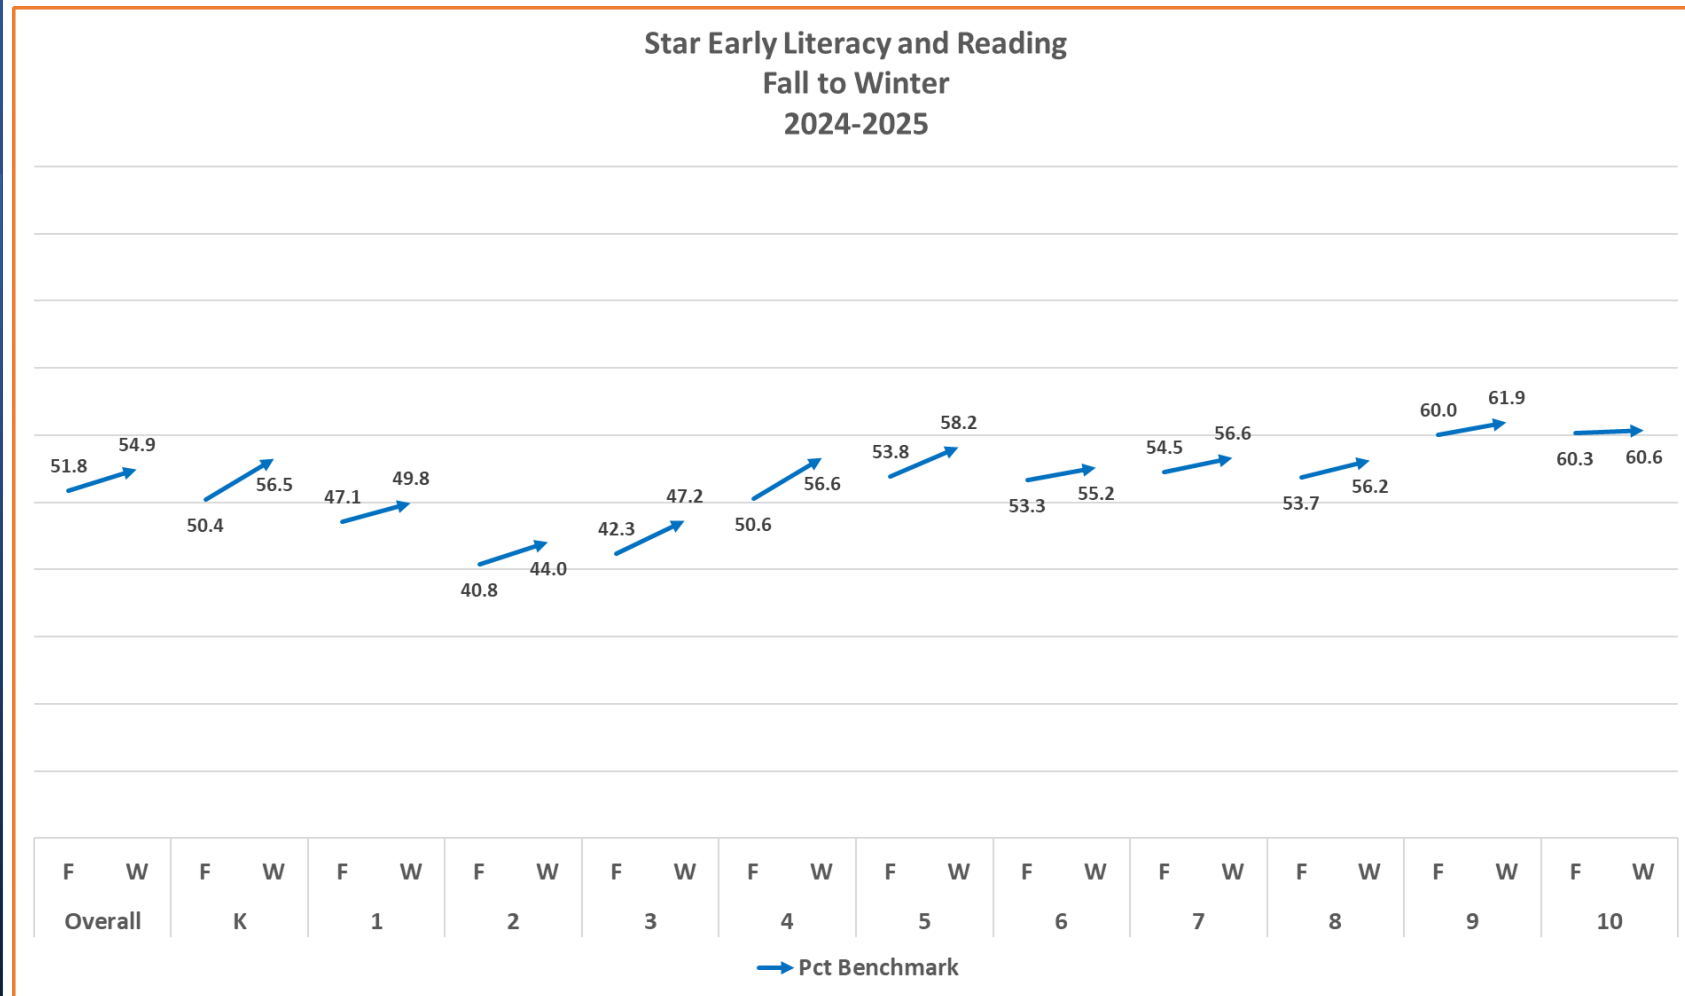 Star Early Literacy and Reading
Fall to Winter
2024-2025
51.8 54.9
50.4 56.5
47.1 49.8
40.8 44.0
42.3 47.2
50.6 56.6
53.8 58.2
53.3 55.2
54.5 56.6
53.7 56.2
60.0 61.9
60.3 60.6
F W F W F W F W F W F W F W F W F W F W F W F W
Overall K 1 2 3 4 5 6 7 8 9 10
Pct Benchmark